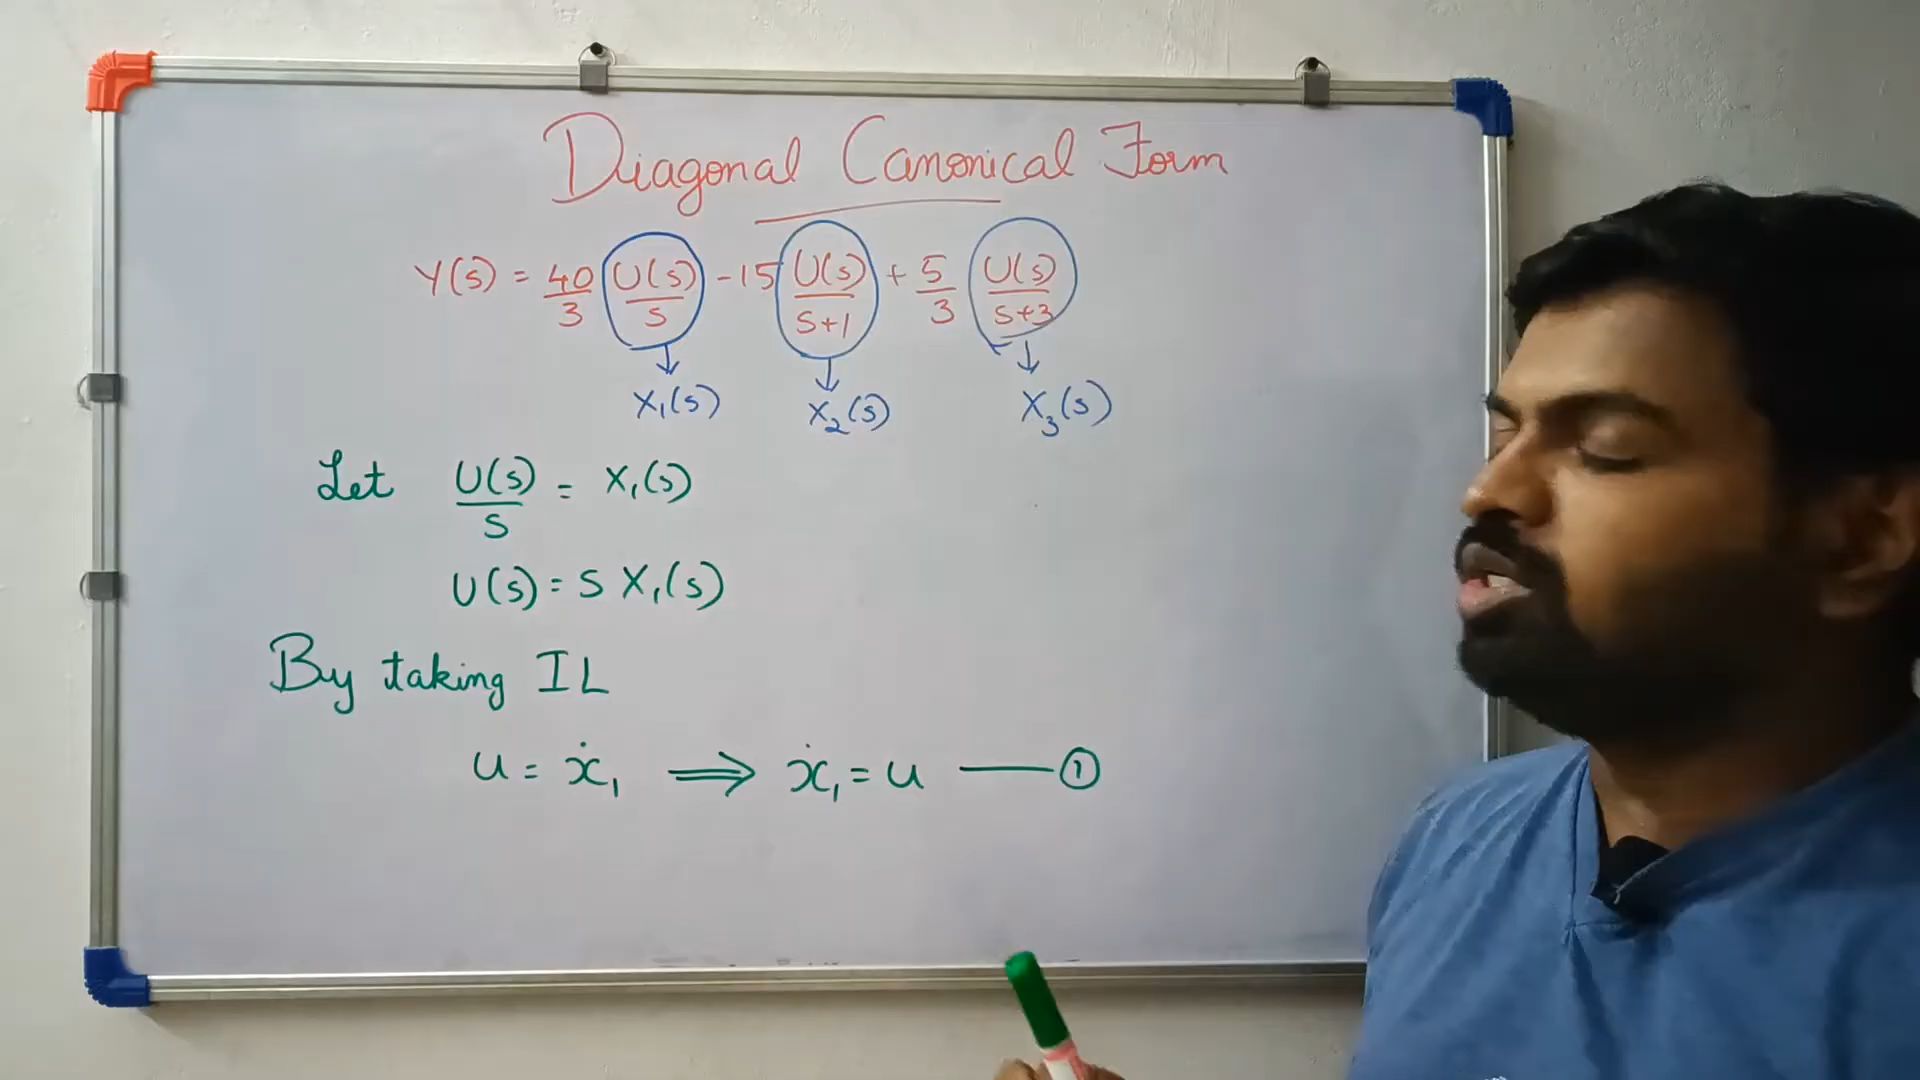 Diagonal Canonical Form
Y(s) = 40/3 U(s)/s - 15 U(s)/s+1 + 5/3 U(s)/s+3
X₁(s) X₂(s) X₃(s)
Let U(s)/s = X₁(s)
U(s) = S X₁(s)
By taking IL
u = ẋ₁ ⟹ ẋ₁ = u —— ①